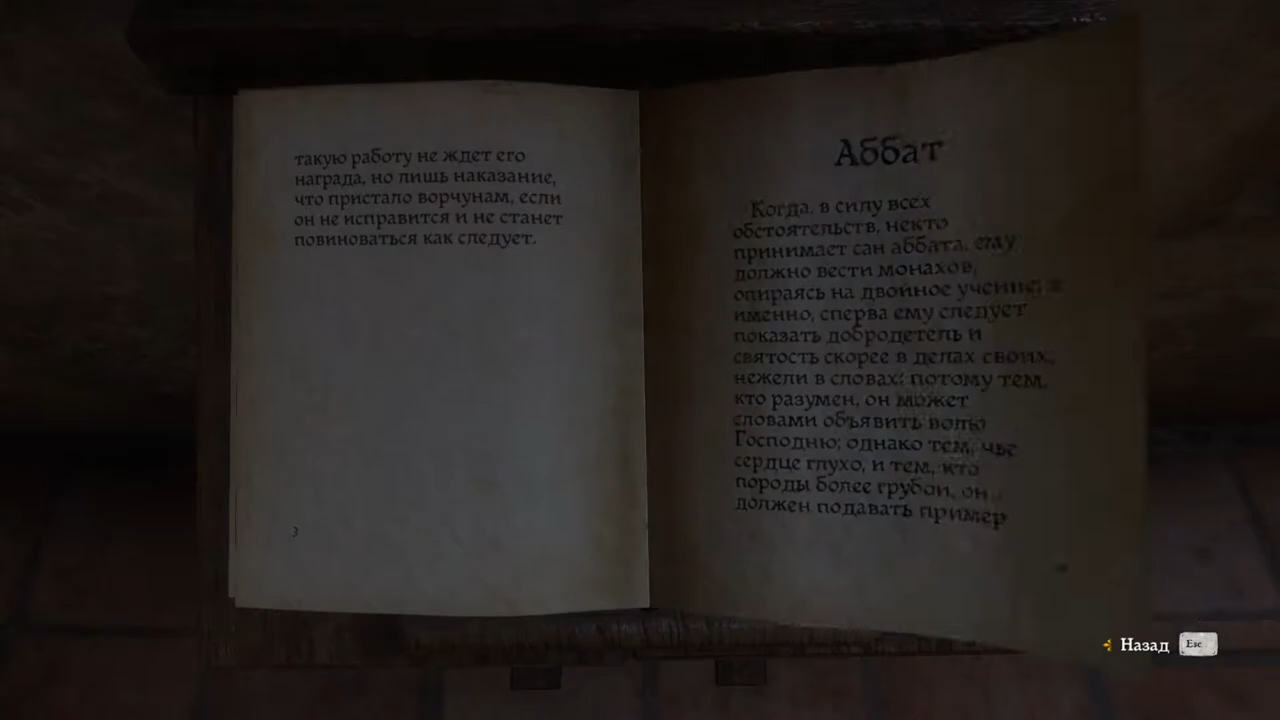 такую работу не ждет его
награда, но лишь наказание,
что пристало ворчунам, если
он не исправится и не станет
повиноваться как следует.
3
Аббат
Когда, в силу всех
обстоятельств, некто
принимает сан аббата, ему
должно вести монахов,
опираясь на двойное учение, а
именно, сперва ему следует
показать добродетель и
святость скорее в делах своих,
нежели в словах; потому тем,
кто разумен, он может
словами объявить волю
Господню; однако тем, чье
сердце глухо, и тем, кто
породы более грубой, он
должен подавать пример
Назад Esc